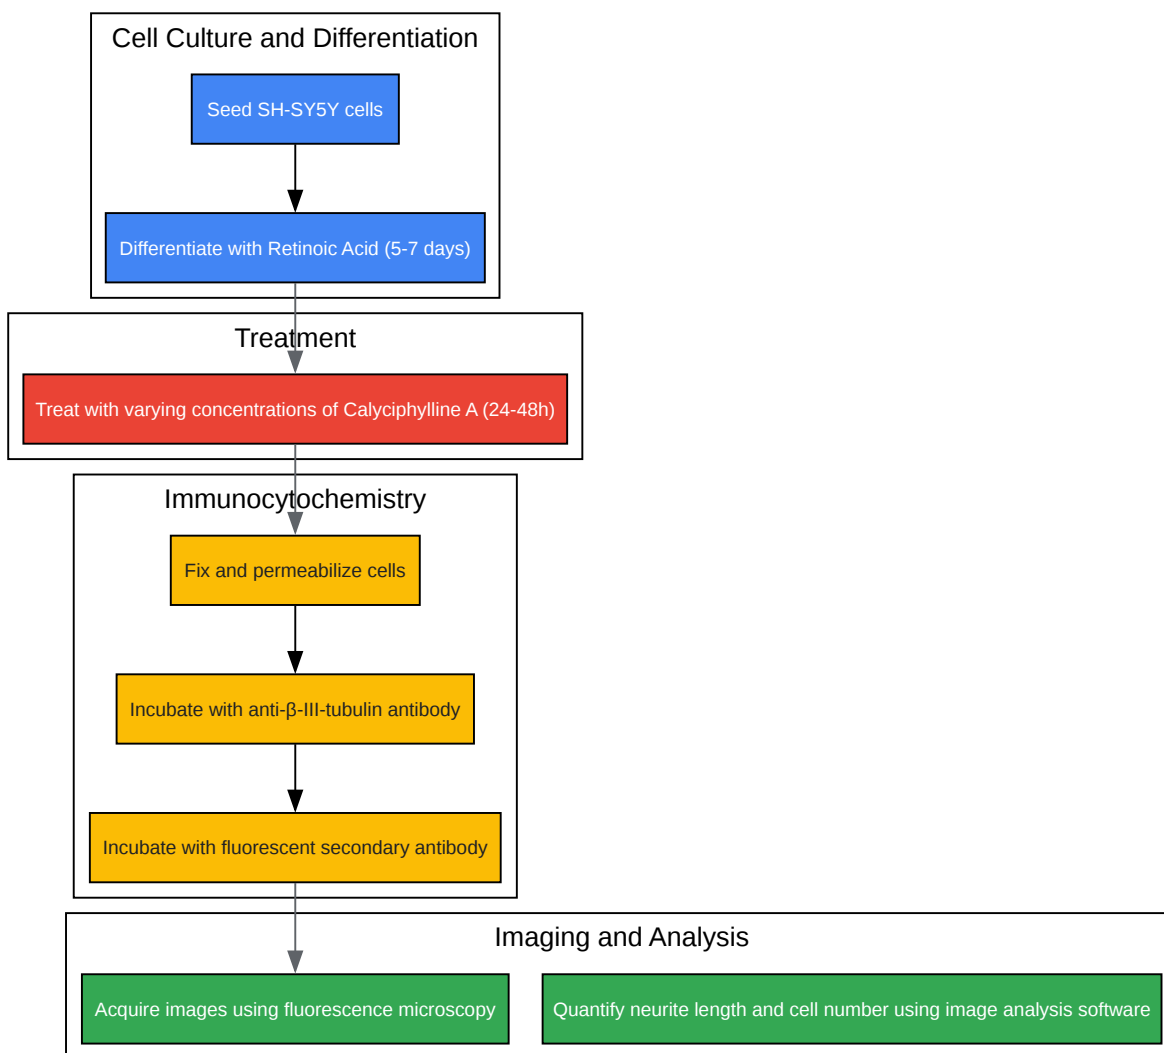 Cell Culture and Differentiation
Seed SH-SY5Y cells
Differentiate with Retinoic Acid (5-7 days)
Treatment
Treat with varying concentrations of Calyciphylline A (24-48h)
Immunocytochemistry
Fix and permeabilize cells
Incubate with anti-β-III-tubulin antibody
Incubate with fluorescent secondary antibody
Imaging and Analysis
Acquire images using fluorescence microscopy
Quantify neurite length and cell number using image analysis software